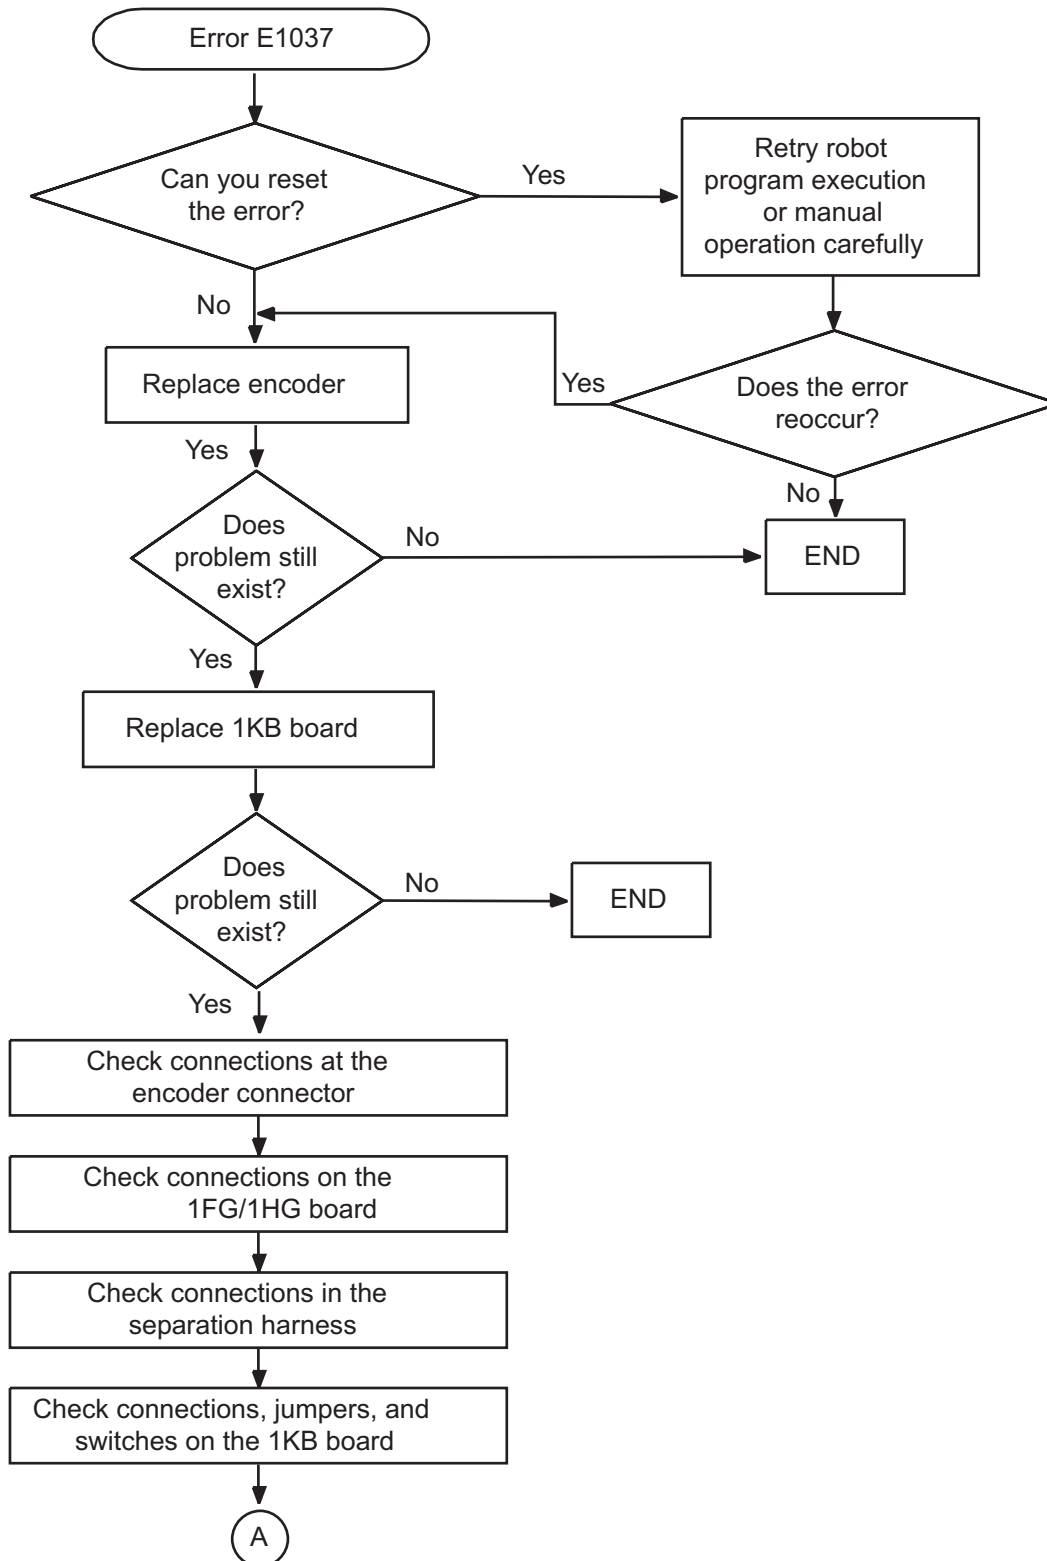 Error E1037
Can you reset
the error?
Yes
Retry robot
program execution
or manual
operation carefully
No
Replace encoder
Yes
Does the error
reoccur?
Yes
No
Does
problem still
exist?
No
END
Yes
Replace 1KB board
Does
problem still
exist?
No
END
Yes
Check connections at the
encoder connector
Check connections on the
1FG/1HG board
Check connections in the
separation harness
Check connections, jumpers, and
switches on the 1KB board
A